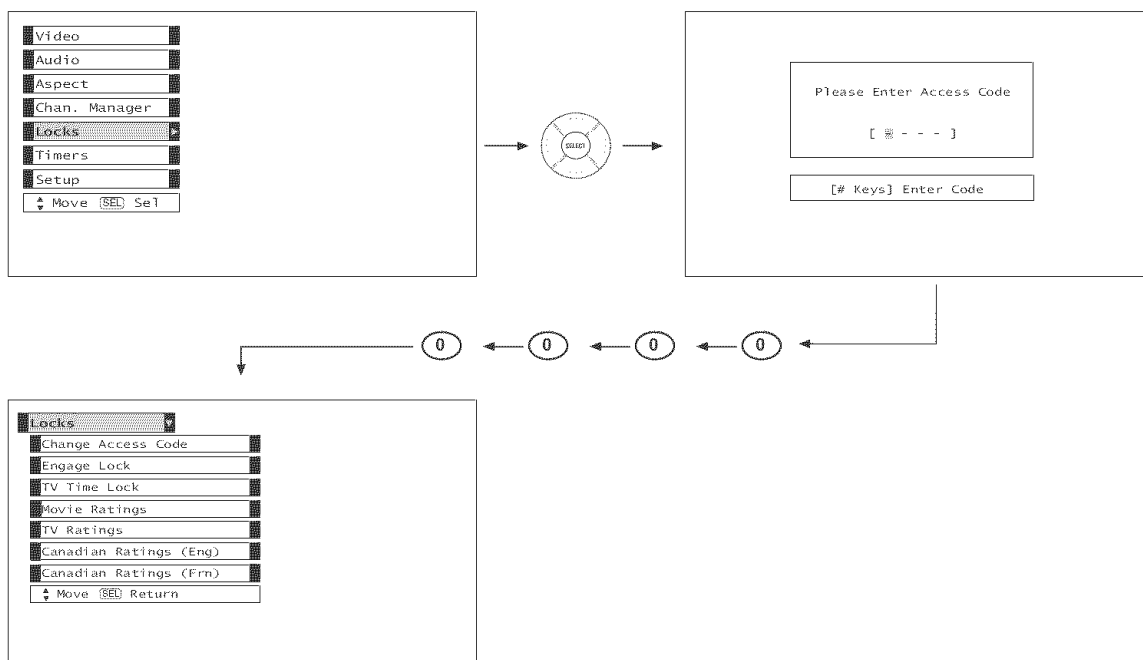 Video
Audio
Aspect
Chan. Manager
Locks
Timers
Setup
Move SEL Sel
SELECT
Please Enter Access Code
[ - - - ]
[# Keys] Enter Code
0 0 0 0
Locks
Change Access Code
Engage Lock
TV Time Lock
Movie Ratings
TV Ratings
Canadian Ratings (Eng)
Canadian Ratings (Frn)
Move SEL Return